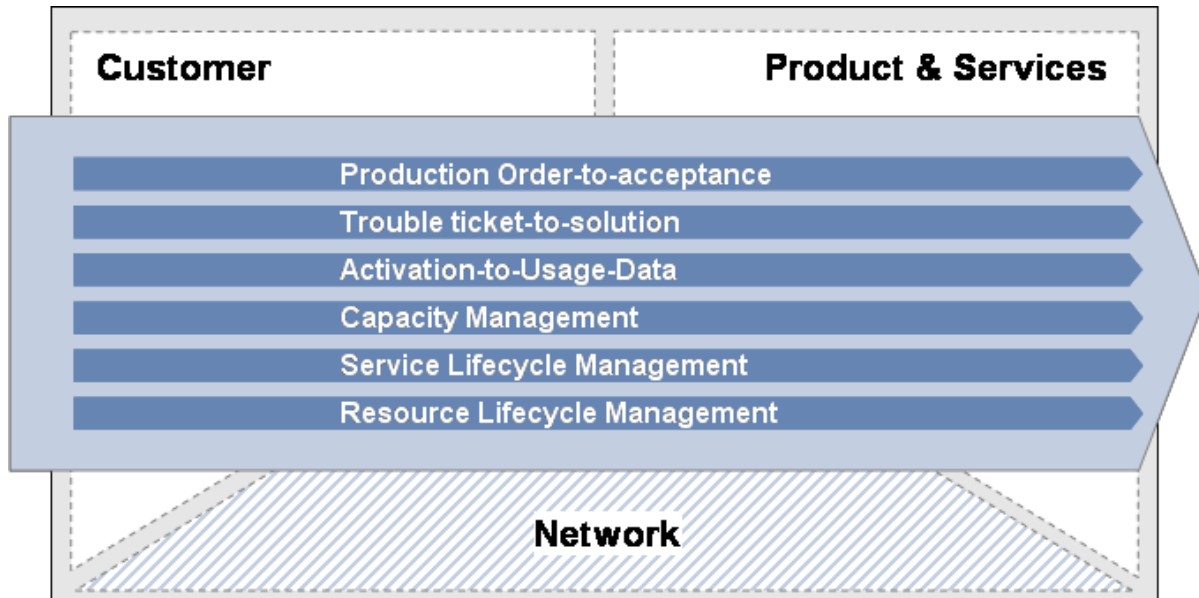 Customer
Product & Services
Production Order-to-acceptance
Trouble ticket-to-solution
Activation-to-Usage-Data
Capacity Management
Service Lifecycle Management
Resource Lifecycle Management
Network